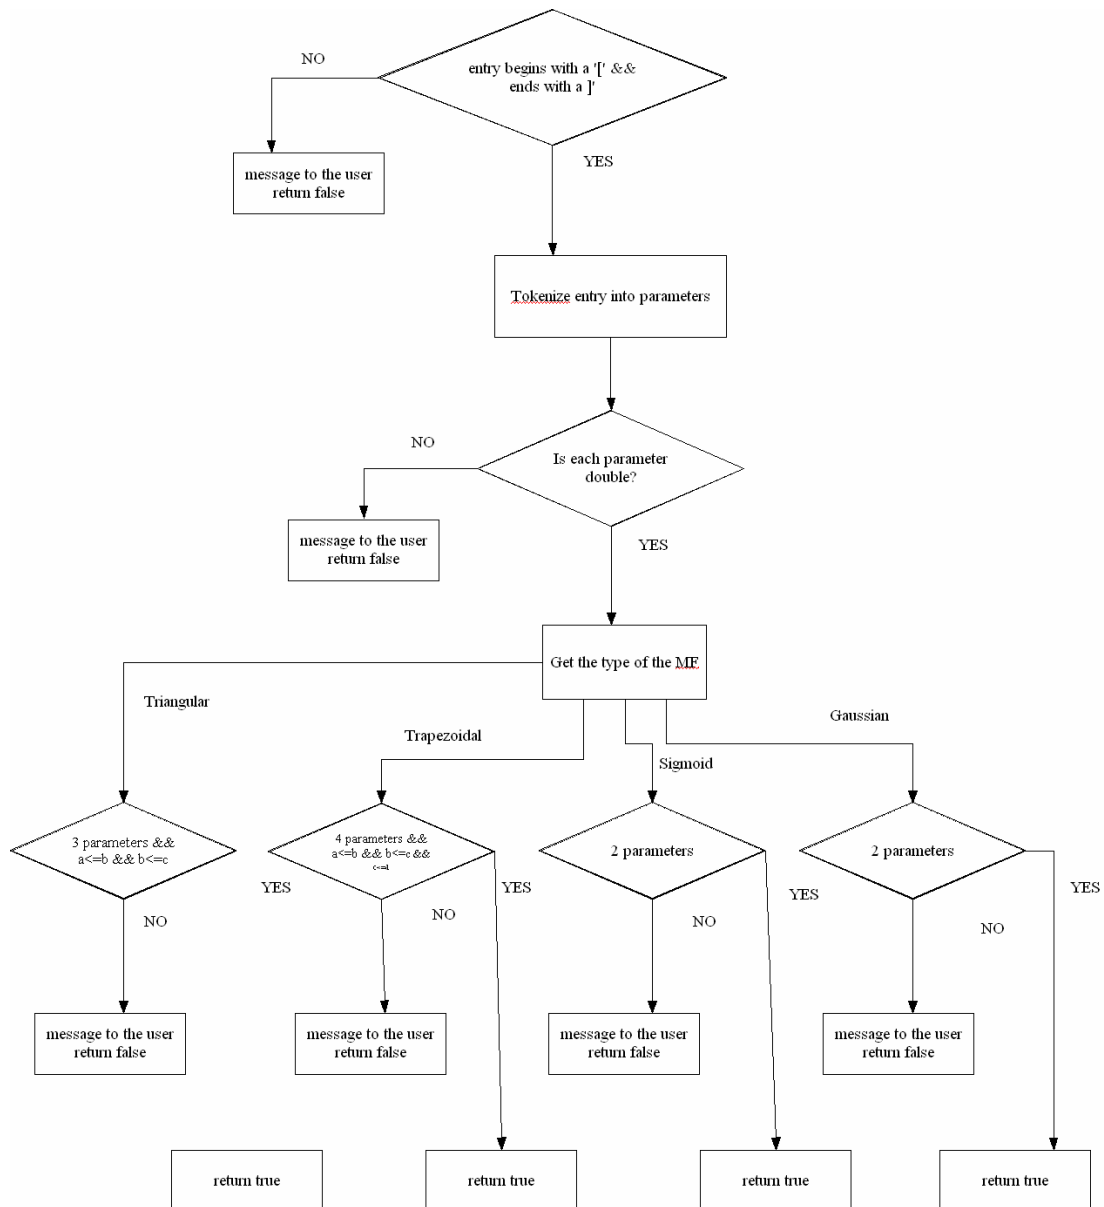 NO
entry begins with a '[' &&
ends with a ]'
YES
message to the user
return false
Tokenize entry into parameters
NO
Is each parameter
double?
YES
message to the user
return false
Get the type of the MF
Triangular
Gaussian
Trapezoidal
Sigmoid
3 parameters &&
a<=b && b<=c
4 parameters &&
a<=b && b<=c &&
2 parameters
2 parameters
YES
YES
YES
YES
NO
NO
NO
NO
message to the user
return false
message to the user
return false
message to the user
return false
message to the user
return false
return true
return true
return true
return true